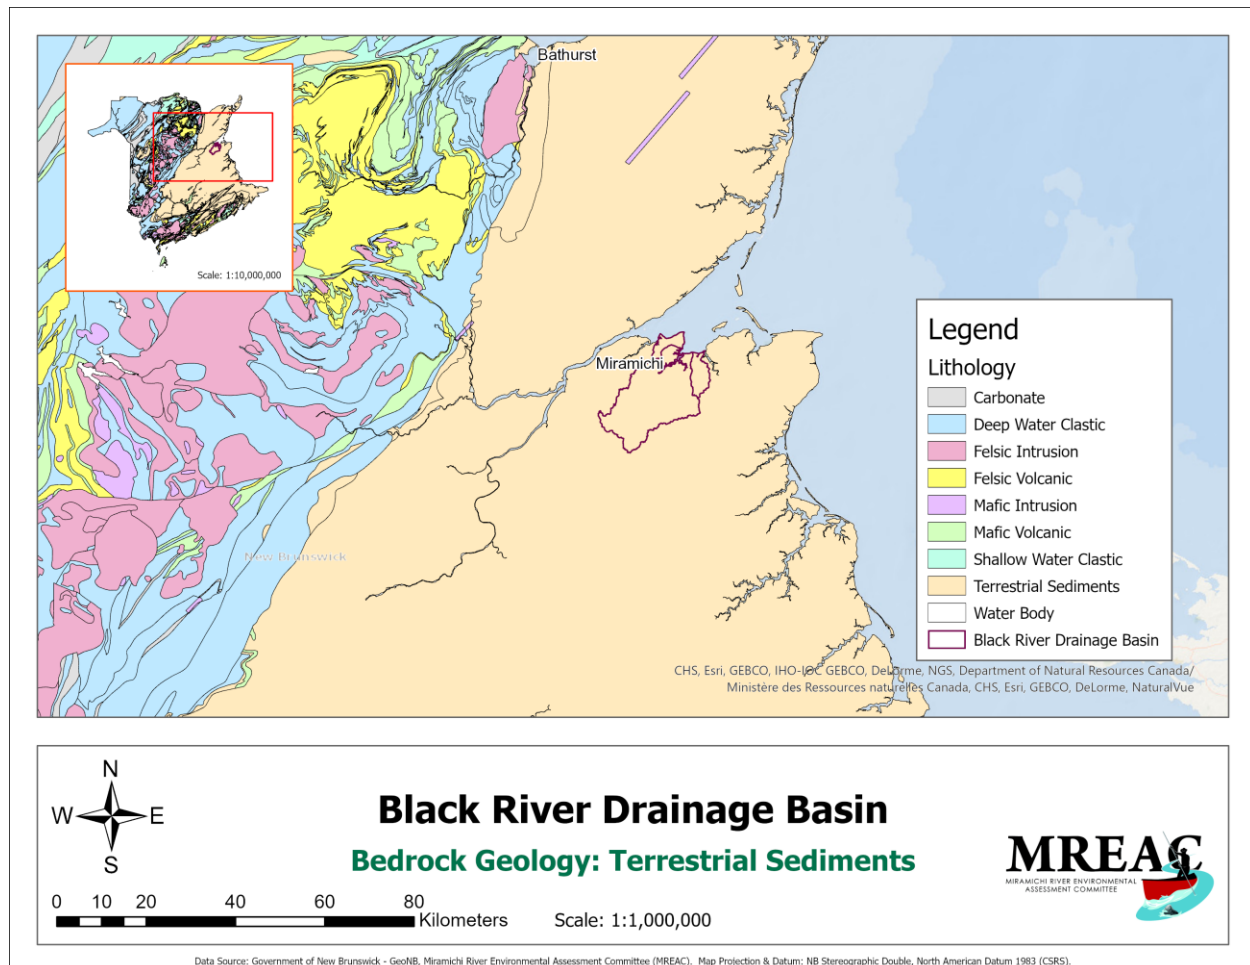 Bathurst
Scale: 1:10,000,000
Miramichi
New Brunswick
Legend
Lithology
Carbonate
Deep Water Clastic
Felsic Intrusion
Felsic Volcanic
Mafic Intrusion
Mafic Volcanic
Shallow Water Clastic
Terrestrial Sediments
Water Body
Black River Drainage Basin
CHS, Esri, GEBCO, IHO-IOC GEBCO, DeLorme, NGS, Department of Natural Resources Canada/
Ministère des Ressources naturelles Canada, CHS, Esri, GEBCO, DeLorme, NaturalVue
N
W E
S
Black River Drainage Basin
Bedrock Geology: Terrestrial Sediments
0 10 20 40 60 80
Kilometers
Scale: 1:1,000,000
MREAC
MIRAMICHI RIVER ENVIRONMENTAL
ASSESSMENT COMMITTEE
Data Source: Government of New Brunswick - GeoNB, Miramichi River Environmental Assessment Committee (MREAC). Map Projection & Datum: NB Stereographic Double, North American Datum 1983 (CSRS).